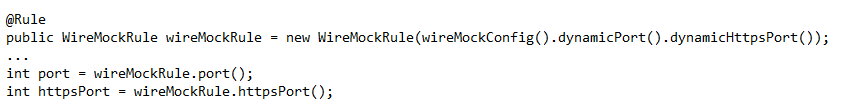 @Rule
public WireMockRule wireMockRule = new WireMockRule(wireMockConfig().dynamicPort().dynamicHttpsPort());
...
int port = wireMockRule.port();
int httpsPort = wireMockRule.httpsPort();